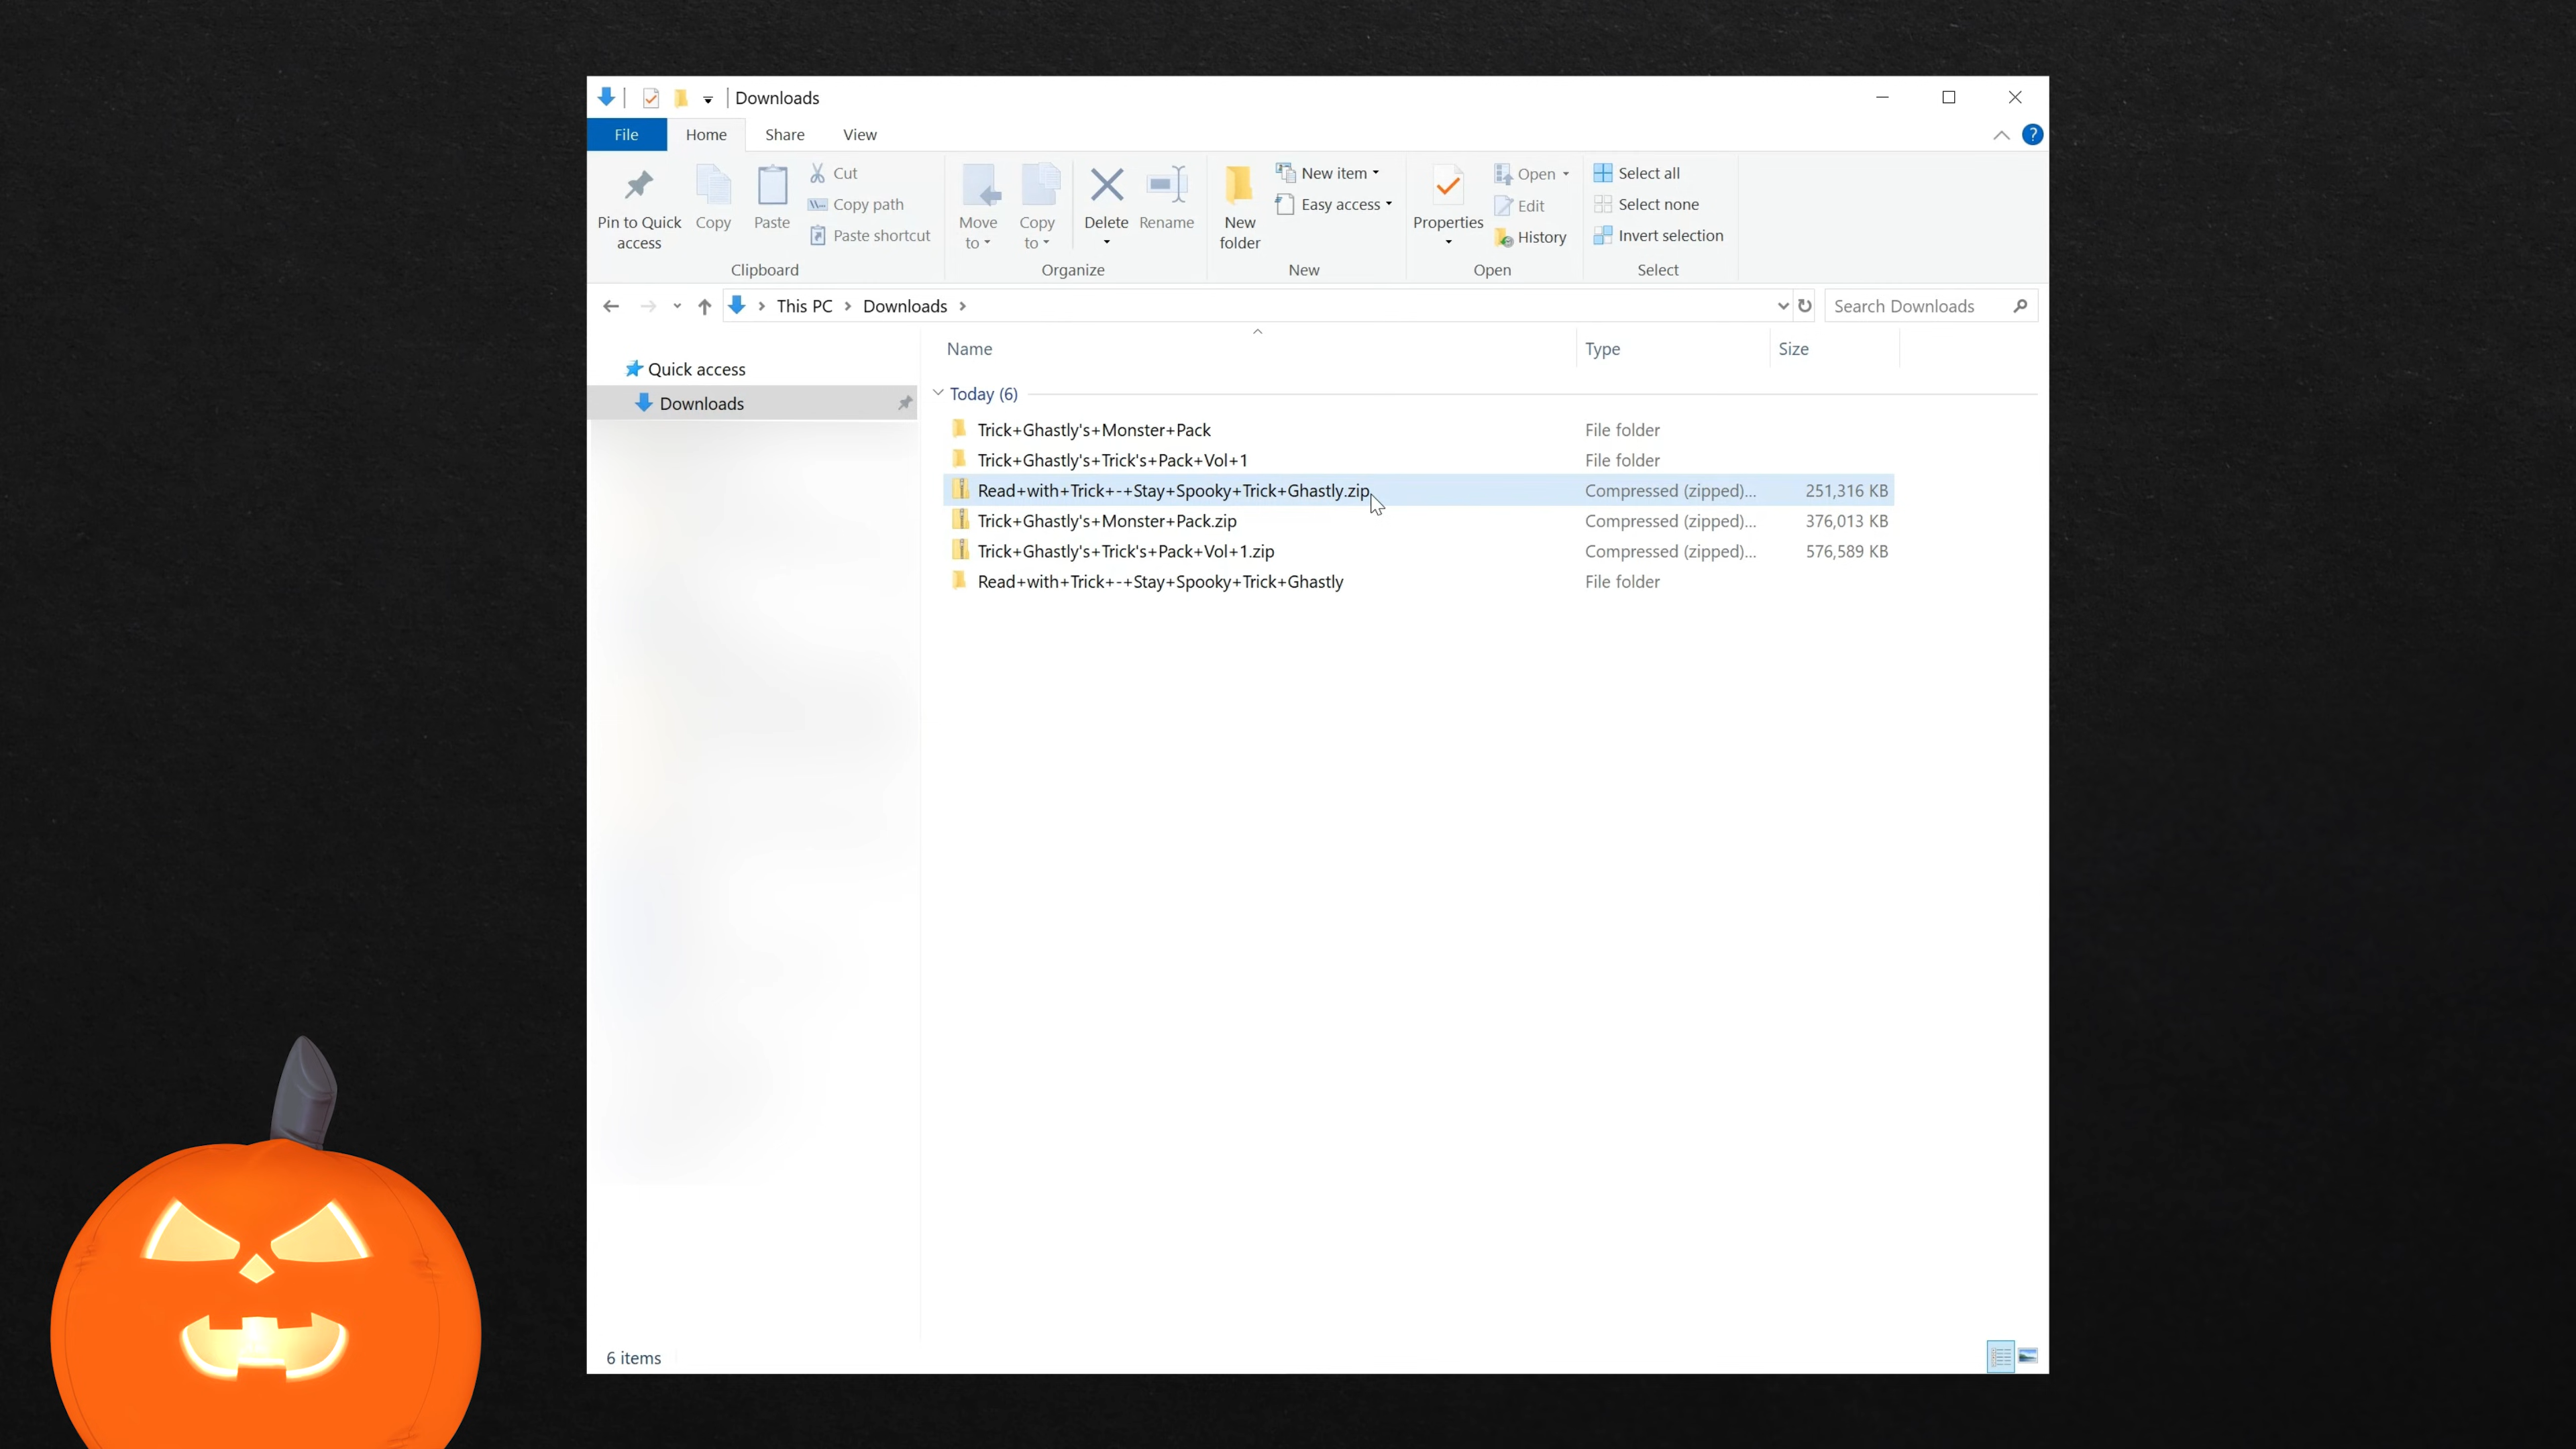 Downloads
File Home Share View
Pin to Quick access
Copy
Paste
Cut
Copy path
Paste shortcut
Clipboard
Move to
Copy to
Delete
Rename
Organize
New folder
New item
Easy access
New
Properties
Open
Edit
History
Open
Select all
Select none
Invert selection
Select
This PC Downloads
Search Downloads
Name Type Size
Quick access
Downloads
Today (6)
Trick+Ghastly's+Monster+Pack File folder
Trick+Ghastly's+Trick's+Pack+Vol+1 File folder
Read+with+Trick+-+Stay+Spooky+Trick+Ghastly.zip Compressed (zipped)... 251,316 KB
Trick+Ghastly's+Monster+Pack.zip Compressed (zipped)... 376,013 KB
Trick+Ghastly's+Trick's+Pack+Vol+1.zip Compressed (zipped)... 576,589 KB
Read+with+Trick+-+Stay+Spooky+Trick+Ghastly File folder
6 items